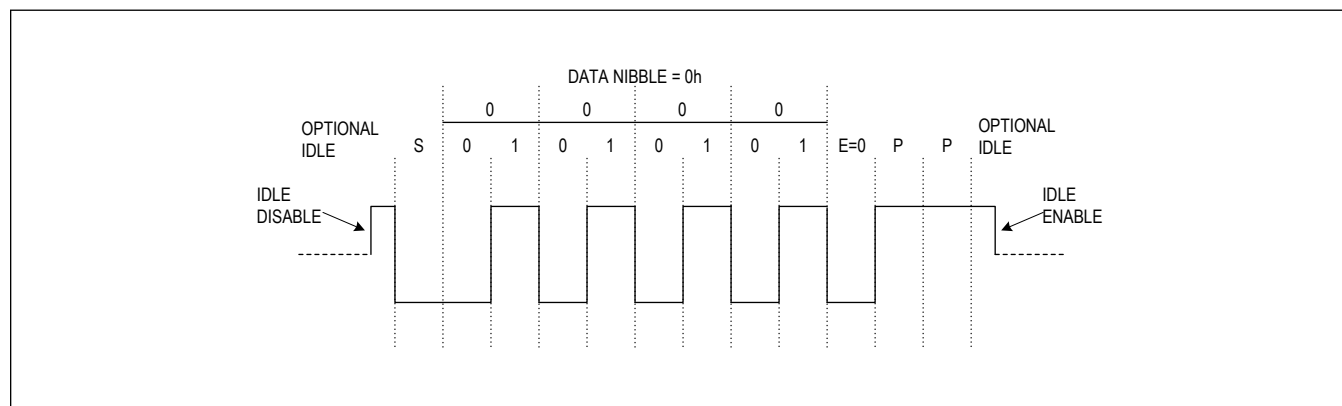 DATA NIBBLE = 0h
0 0 0 0
OPTIONAL
IDLE
S 0 1 0 1 0 1 0 1 E=0 P P
OPTIONAL
IDLE
IDLE
DISABLE
IDLE
ENABLE